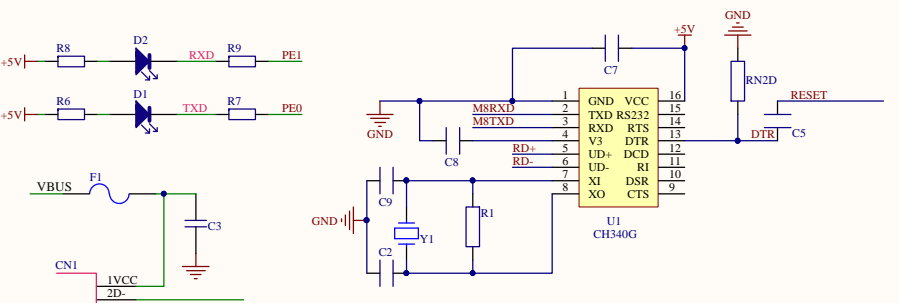 GND
+5V
D2
R8
RXD
R9
PE1
+5V
C7
RN2D
D1
R6
TXD
R7
PE0
+5V
GND
M8RXD
M8TXD
C8
RD+
RD-
1 GND VCC 16
2 TXD RS232 15
3 RXD RTS 14
4 V3 DTR 13
5 UD+ DCD 12
6 UD- RI 11
7 XI DSR 10
8 XO CTS 9
U1
CH340G
RESET
DTR
C5
F1
VBUS
C3
CN1
1VCC
2D-
C9
GND
Y1
R1
C2